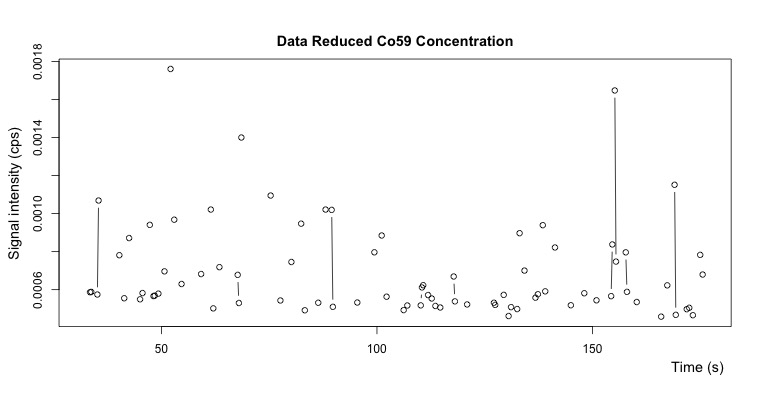 Data Reduced Co59 Concentration
Signal intensity (cps)
0.0018
0.0014
0.0010
0.0006
50 100 150
Time (s)